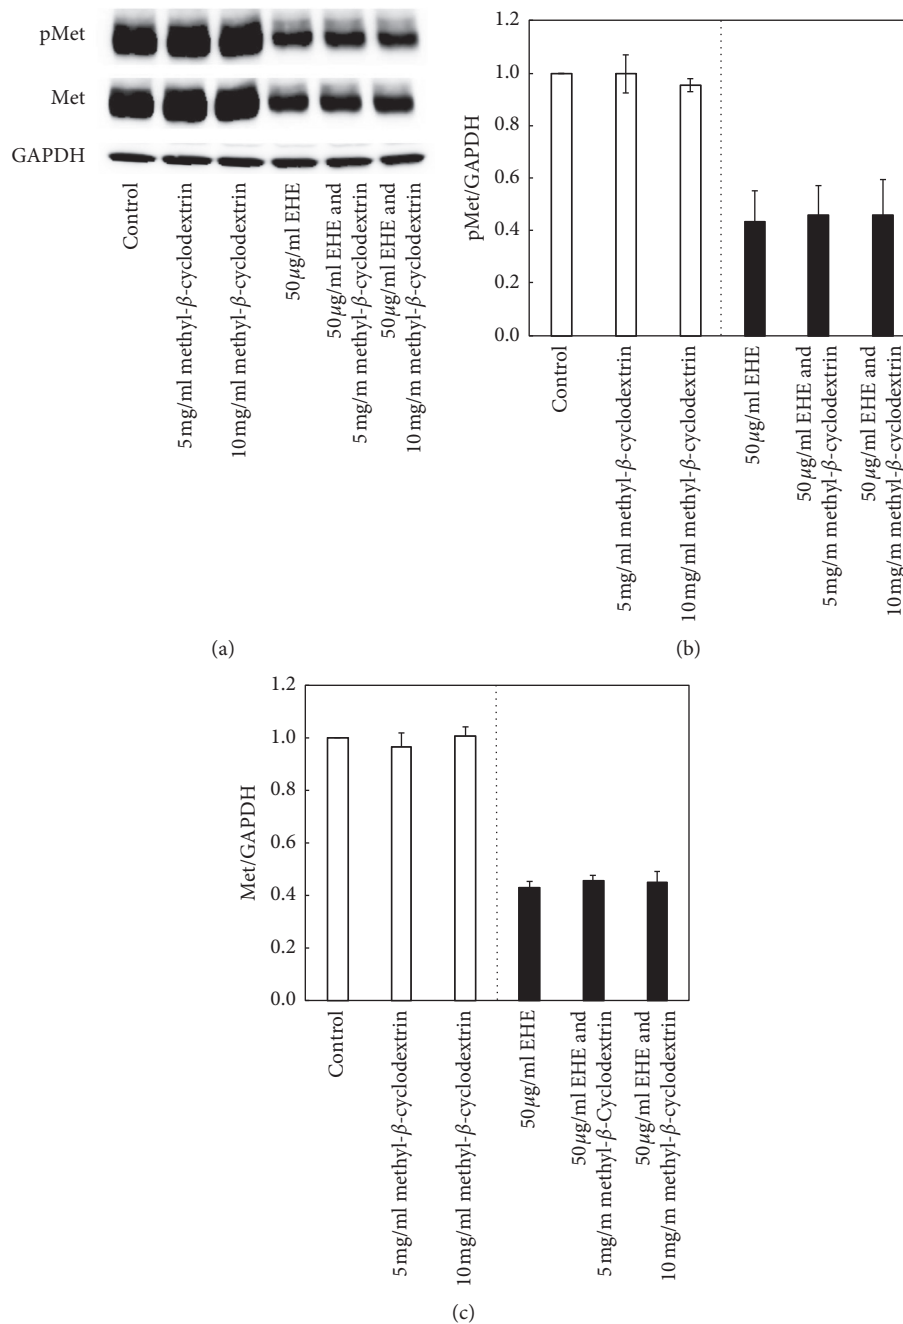 pMet
Met
GAPDH
Control
5 mg/ml methyl-β-cyclodextrin
10 mg/ml methyl-β-cyclodextrin
50 μg/ml EHE
50 μg/ml EHE and
5 mg/m methyl-β-cyclodextrin
50 μg/ml EHE and
10 mg/m methyl-β-cyclodextrin
(a)
pMet/GAPDH
1.2
1.0
0.8
0.6
0.4
0.2
0.0
Control
5 mg/ml methyl-β-cyclodextrin
10 mg/ml methyl-β-cyclodextrin
50 μg/ml EHE
50 μg/ml EHE and
5 mg/m methyl-β-cyclodextrin
50 μg/ml EHE and
10 mg/m methyl-β-cyclodextrin
(b)
Met/GAPDH
1.2
1.0
0.8
0.6
0.4
0.2
0.0
Control
5 mg/ml methyl-β-cyclodextrin
10 mg/ml methyl-β-cyclodextrin
50 μg/ml EHE
50 μg/ml EHE and
5 mg/m methyl-β-Cyclodextrin
50 μg/ml EHE and
10 mg/m methyl-β-cyclodextrin
(c)